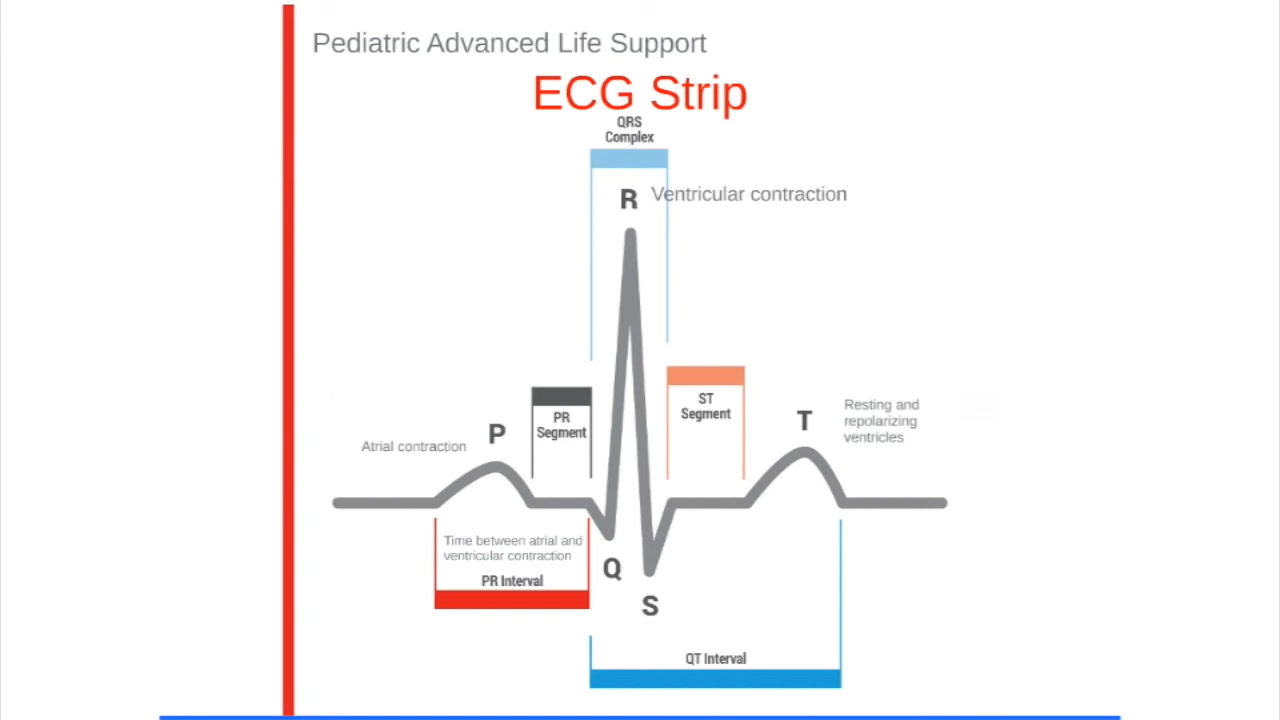 Pediatric Advanced Life Support
ECG Strip
QRS
Complex
R
Ventricular contraction
PR
Segment
ST
Segment
P
Atrial contraction
T
Resting and
repolarizing
ventricles
Time between atrial and
ventricular contraction
PR Interval
Q
S
QT Interval